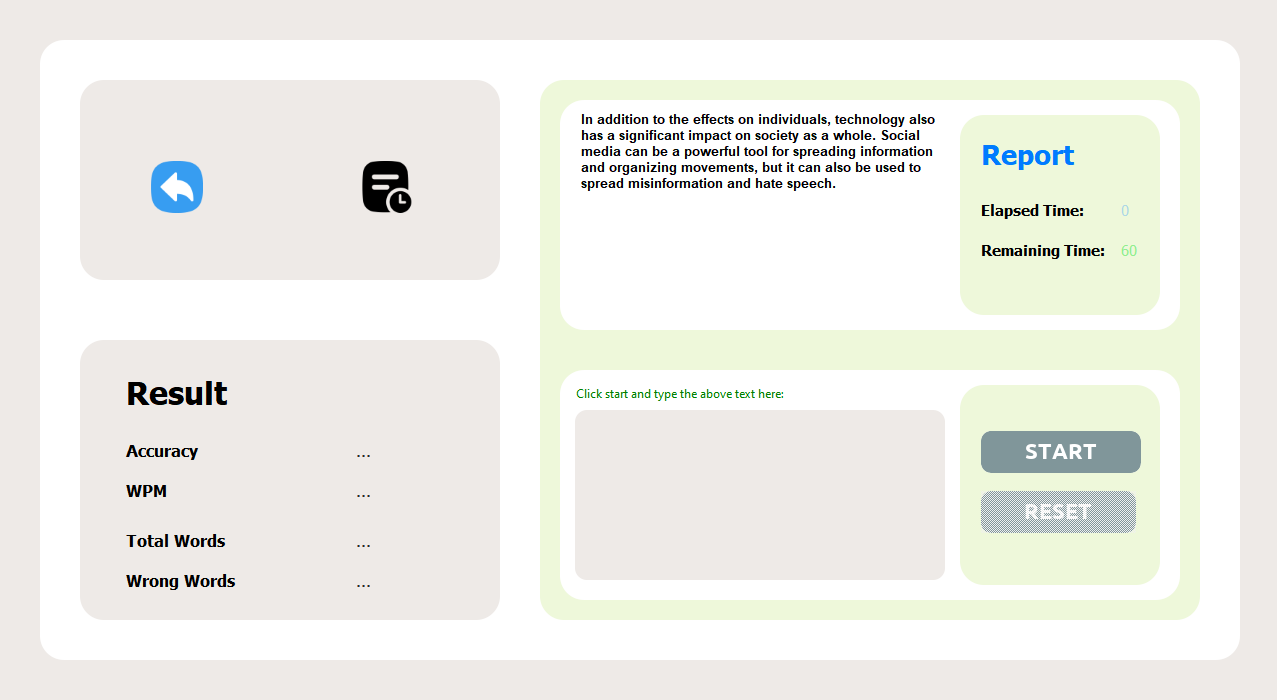 In addition to the effects on individuals, technology also
has a significant impact on society as a whole. Social
media can be a powerful tool for spreading information
and organizing movements, but it can also be used to
spread misinformation and hate speech.
Report
Elapsed Time: 0
Remaining Time: 60
Result
Accuracy ...
WPM ...
Total Words ...
Wrong Words ...
Click start and type the above text here:
START
RESET